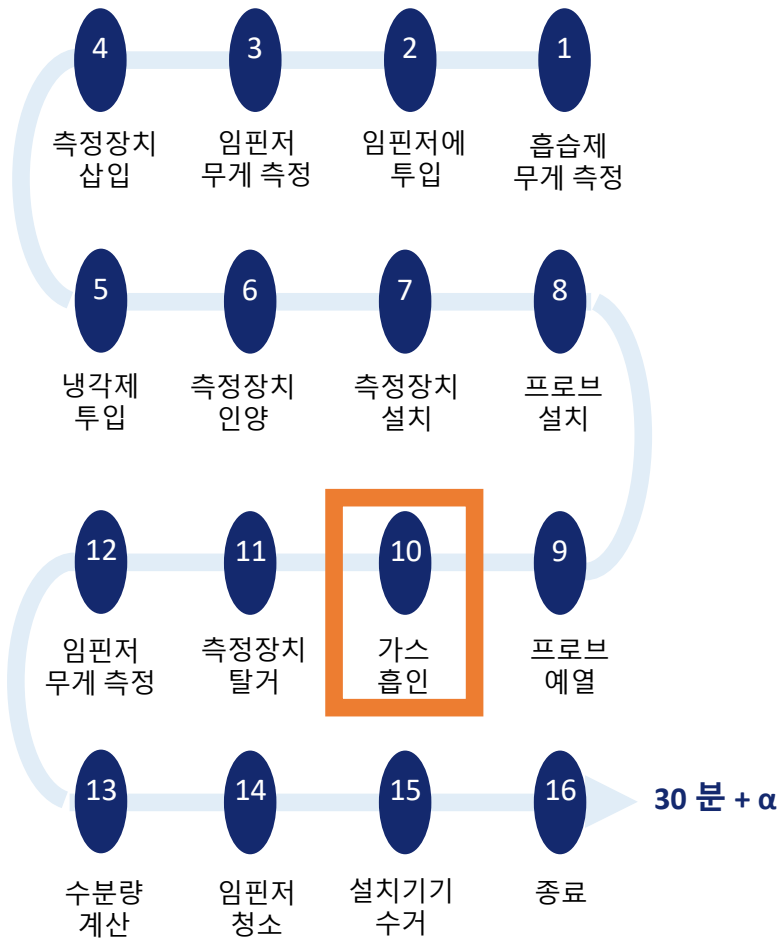 4
3
2
1
측정장치
삽입
임핀저
무게 측정
임핀저에
투입
흡습제
무게 측정
5
6
7
8
냉각제
투입
측정장치
인양
측정장치
설치
프로브
설치
12
11
10
9
임핀저
무게 측정
측정장치
탈거
가스
흡인
프로브
예열
13
14
15
16
30 분 + α
수분량
계산
임핀저
청소
설치기기
수거
종료